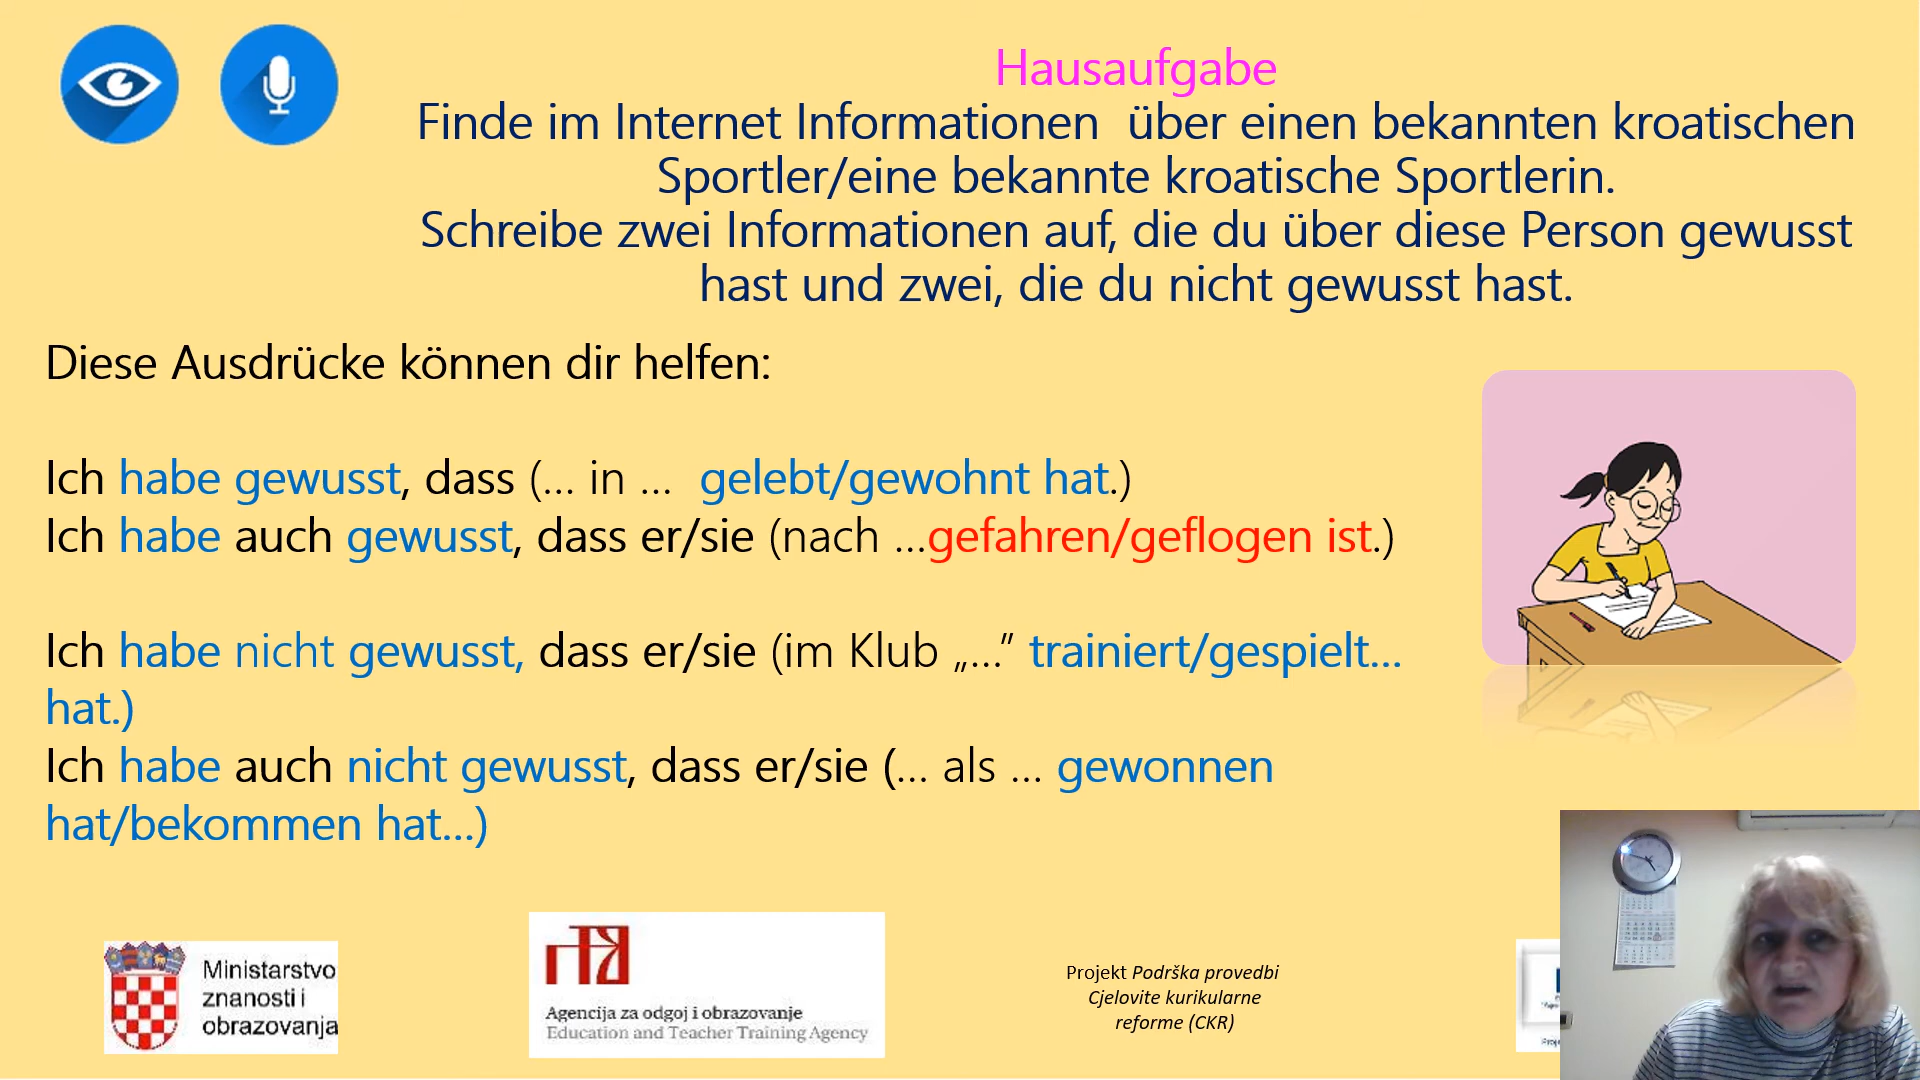 Hausaufgabe
Finde im Internet Informationen über einen bekannten kroatischen
Sportler/eine bekannte kroatische Sportlerin.
Schreibe zwei Informationen auf, die du über diese Person gewusst
hast und zwei, die du nicht gewusst hast.
Diese Ausdrücke können dir helfen:
Ich habe gewusst, dass (... in ... gelebt/gewohnt hat.)
Ich habe auch gewusst, dass er/sie (nach ...gefahren/geflogen ist.)
Ich habe nicht gewusst, dass er/sie (im Klub „...” trainiert/gespielt...
hat.)
Ich habe auch nicht gewusst, dass er/sie (... als ... gewonnen
hat/bekommen hat...)
Ministarstvo
znanosti i
obrazovanja
Agencija za odgoj i obrazovanje
Education and Teacher Training Agency
Projekt Podrška provedbi
Cjelovite kurikularne
reforme (CKR)